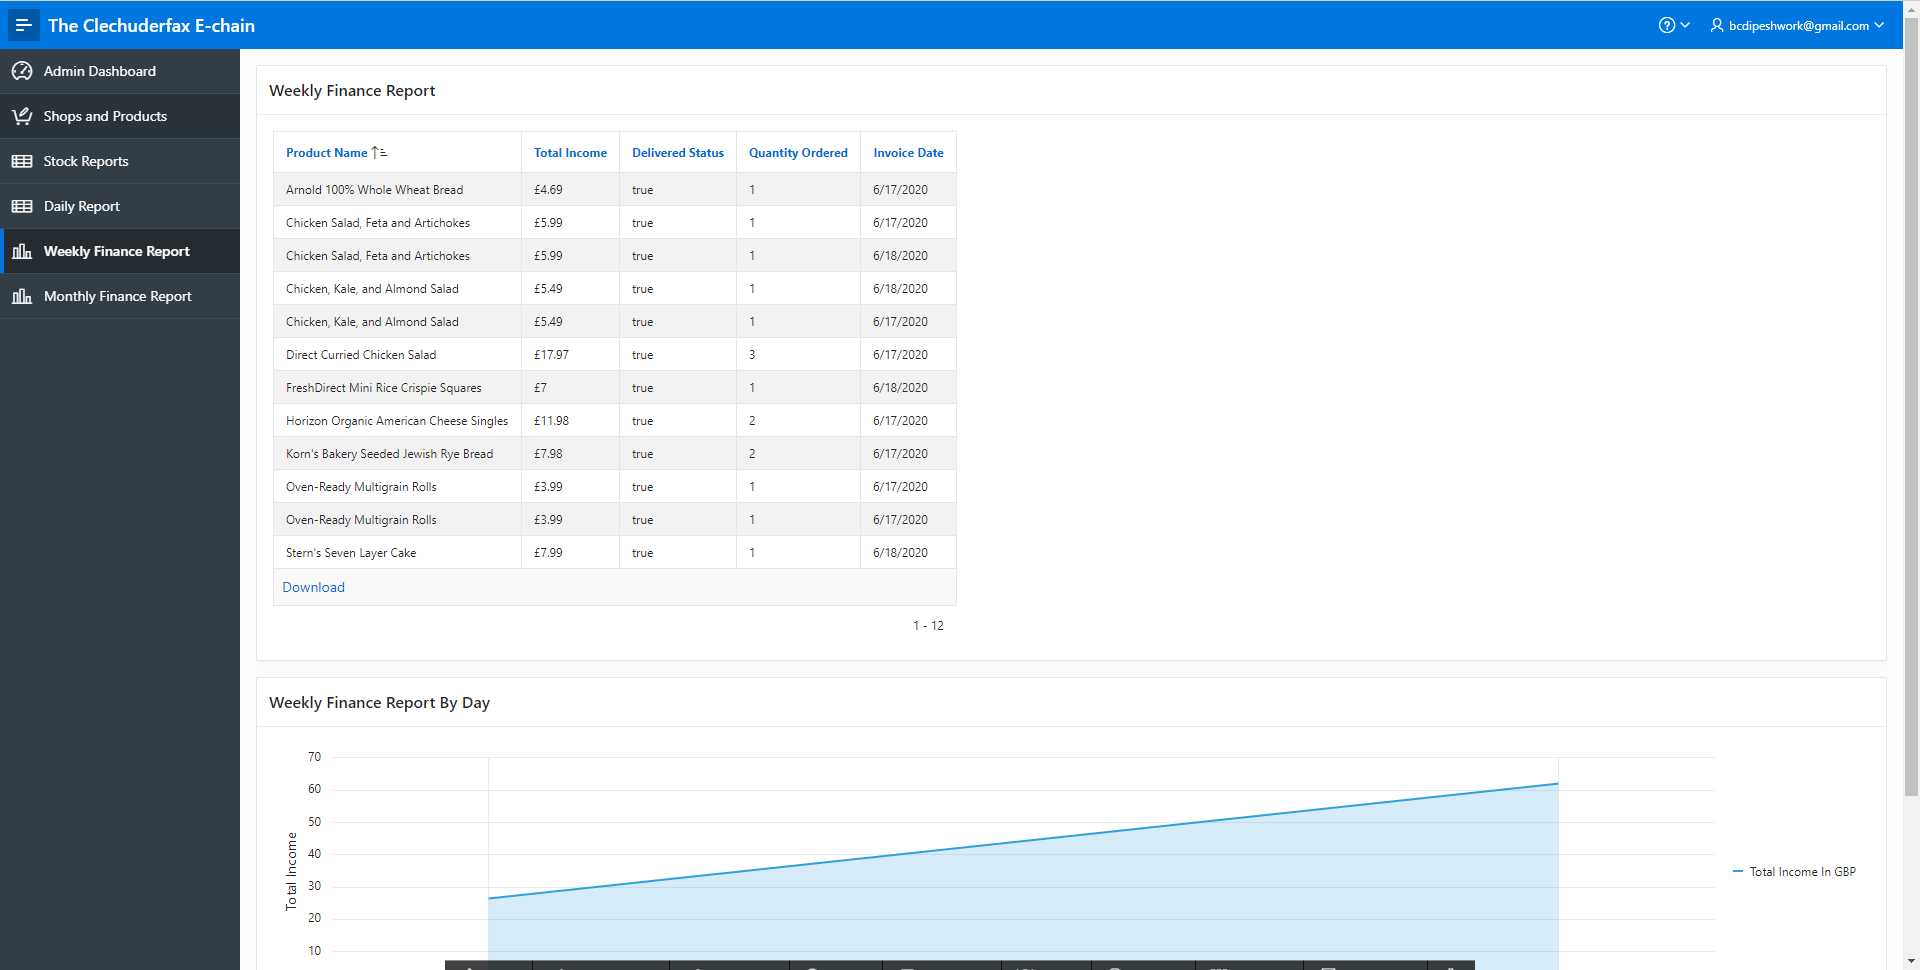 The Clechuderfax E-chain
bcdipeshwork@gmail.com
Admin Dashboard
Shops and Products
Stock Reports
Daily Report
Weekly Finance Report
Monthly Finance Report
Weekly Finance Report
Product Name Total Income Delivered Status Quantity Ordered Invoice Date
Arnold 100% Whole Wheat Bread £4.69 true 1 6/17/2020
Chicken Salad, Feta and Artichokes £5.99 true 1 6/17/2020
Chicken Salad, Feta and Artichokes £5.99 true 1 6/18/2020
Chicken, Kale, and Almond Salad £5.49 true 1 6/18/2020
Chicken, Kale, and Almond Salad £5.49 true 1 6/17/2020
Direct Curried Chicken Salad £17.97 true 3 6/17/2020
FreshDirect Mini Rice Crispie Squares £7 true 1 6/18/2020
Horizon Organic American Cheese Singles £11.98 true 2 6/17/2020
Korn's Bakery Seeded Jewish Rye Bread £7.98 true 2 6/17/2020
Oven-Ready Multigrain Rolls £3.99 true 1 6/17/2020
Oven-Ready Multigrain Rolls £3.99 true 1 6/17/2020
Stern's Seven Layer Cake £7.99 true 1 6/18/2020
Download
1 - 12
Weekly Finance Report By Day
Total Income
70
60
50
40
30
20
10
Total Income In GBP